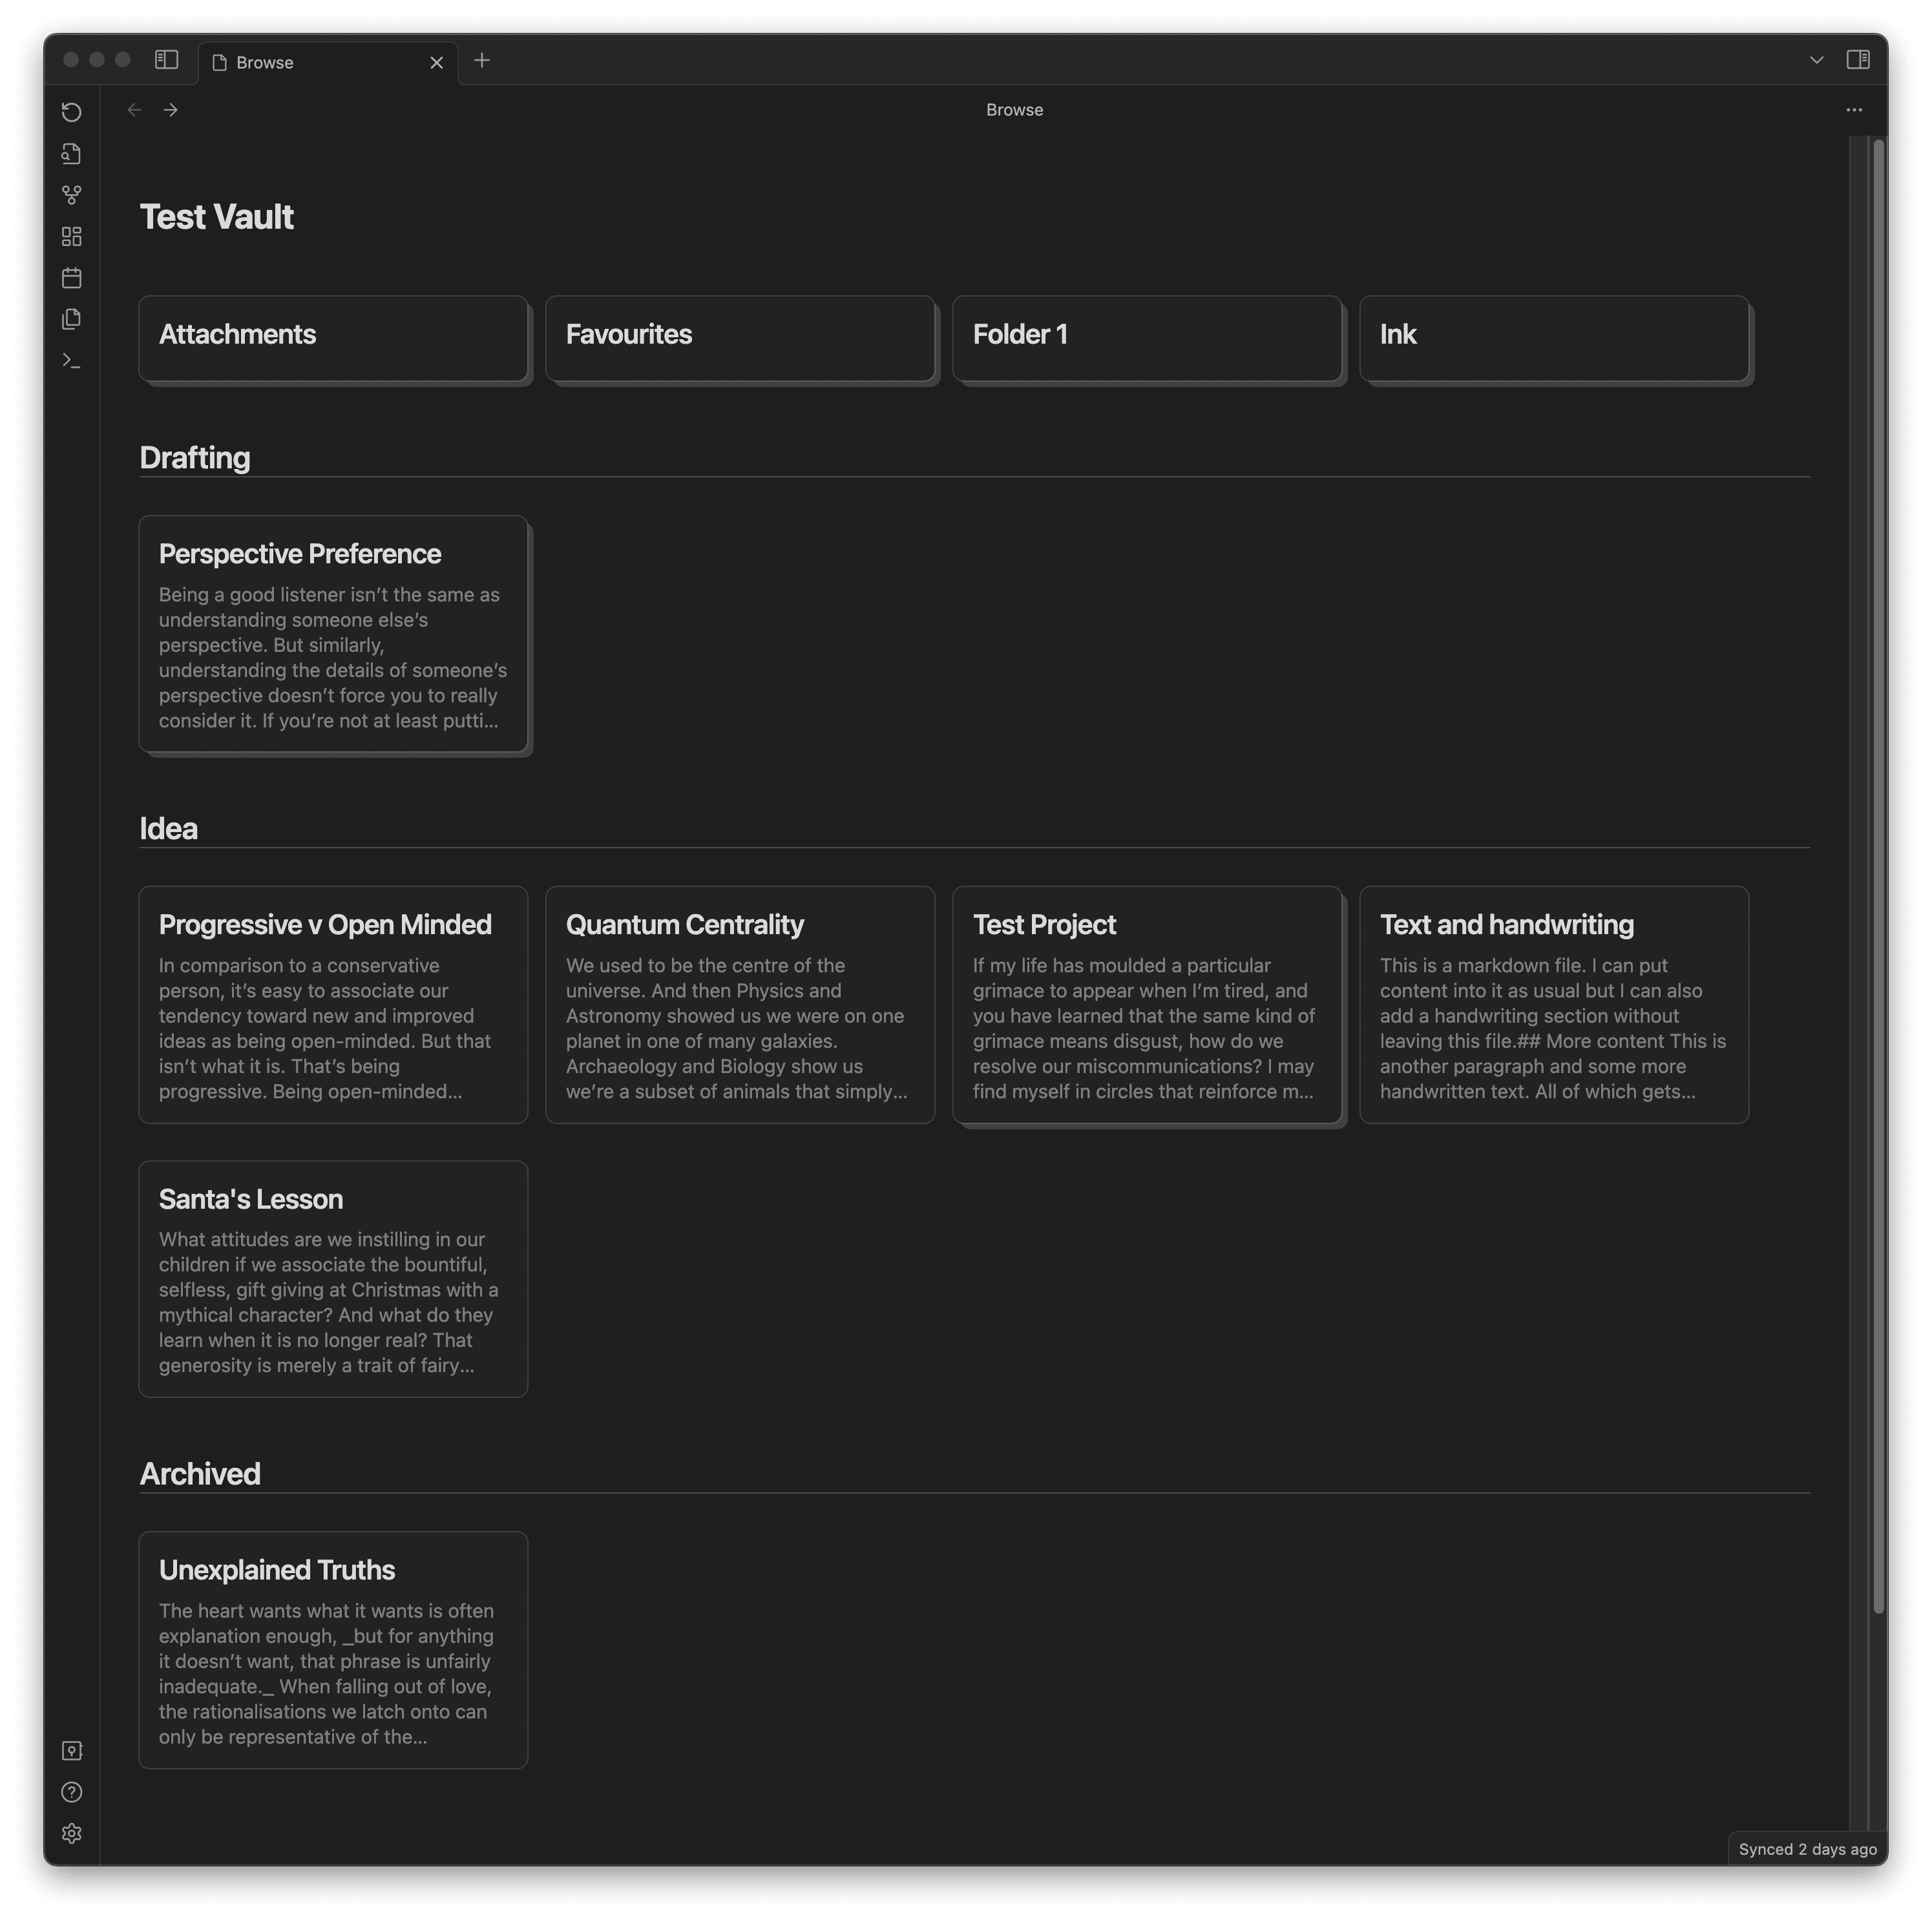 Browse
Browse
Test Vault
Attachments
Favourites
Folder 1
Ink
Drafting
Perspective Preference
Being a good listener isn’t the same as
understanding someone else’s
perspective. But similarly,
understanding the details of someone’s
perspective doesn’t force you to really
consider it. If you’re not at least putti...
Idea
Progressive v Open Minded
In comparison to a conservative
person, it’s easy to associate our
tendency toward new and improved
ideas as being open-minded. But that
isn’t what it is. That’s being
progressive. Being open-minded...
Quantum Centrality
We used to be the centre of the
universe. And then Physics and
Astronomy showed us we were on one
planet in one of many galaxies.
Archaeology and Biology show us
we’re a subset of animals that simply...
Test Project
If my life has moulded a particular
grimace to appear when I’m tired, and
you have learned that the same kind of
grimace means disgust, how do we
resolve our miscommunications? I may
find myself in circles that reinforce m...
Text and handwriting
This is a markdown file. I can put
content into it as usual but I can also
add a handwriting section without
leaving this file.## More content This is
another paragraph and some more
handwritten text. All of which gets...
Santa's Lesson
What attitudes are we instilling in our
children if we associate the bountiful,
selfless, gift giving at Christmas with a
mythical character? And what do they
learn when it is no longer real? That
generosity is merely a trait of fairy...
Archived
Unexplained Truths
The heart wants what it wants is often
explanation enough, _but for anything
it doesn’t want, that phrase is unfairly
inadequate._ When falling out of love,
the rationalisations we latch onto can
only be representative of the...
Synced 2 days ago